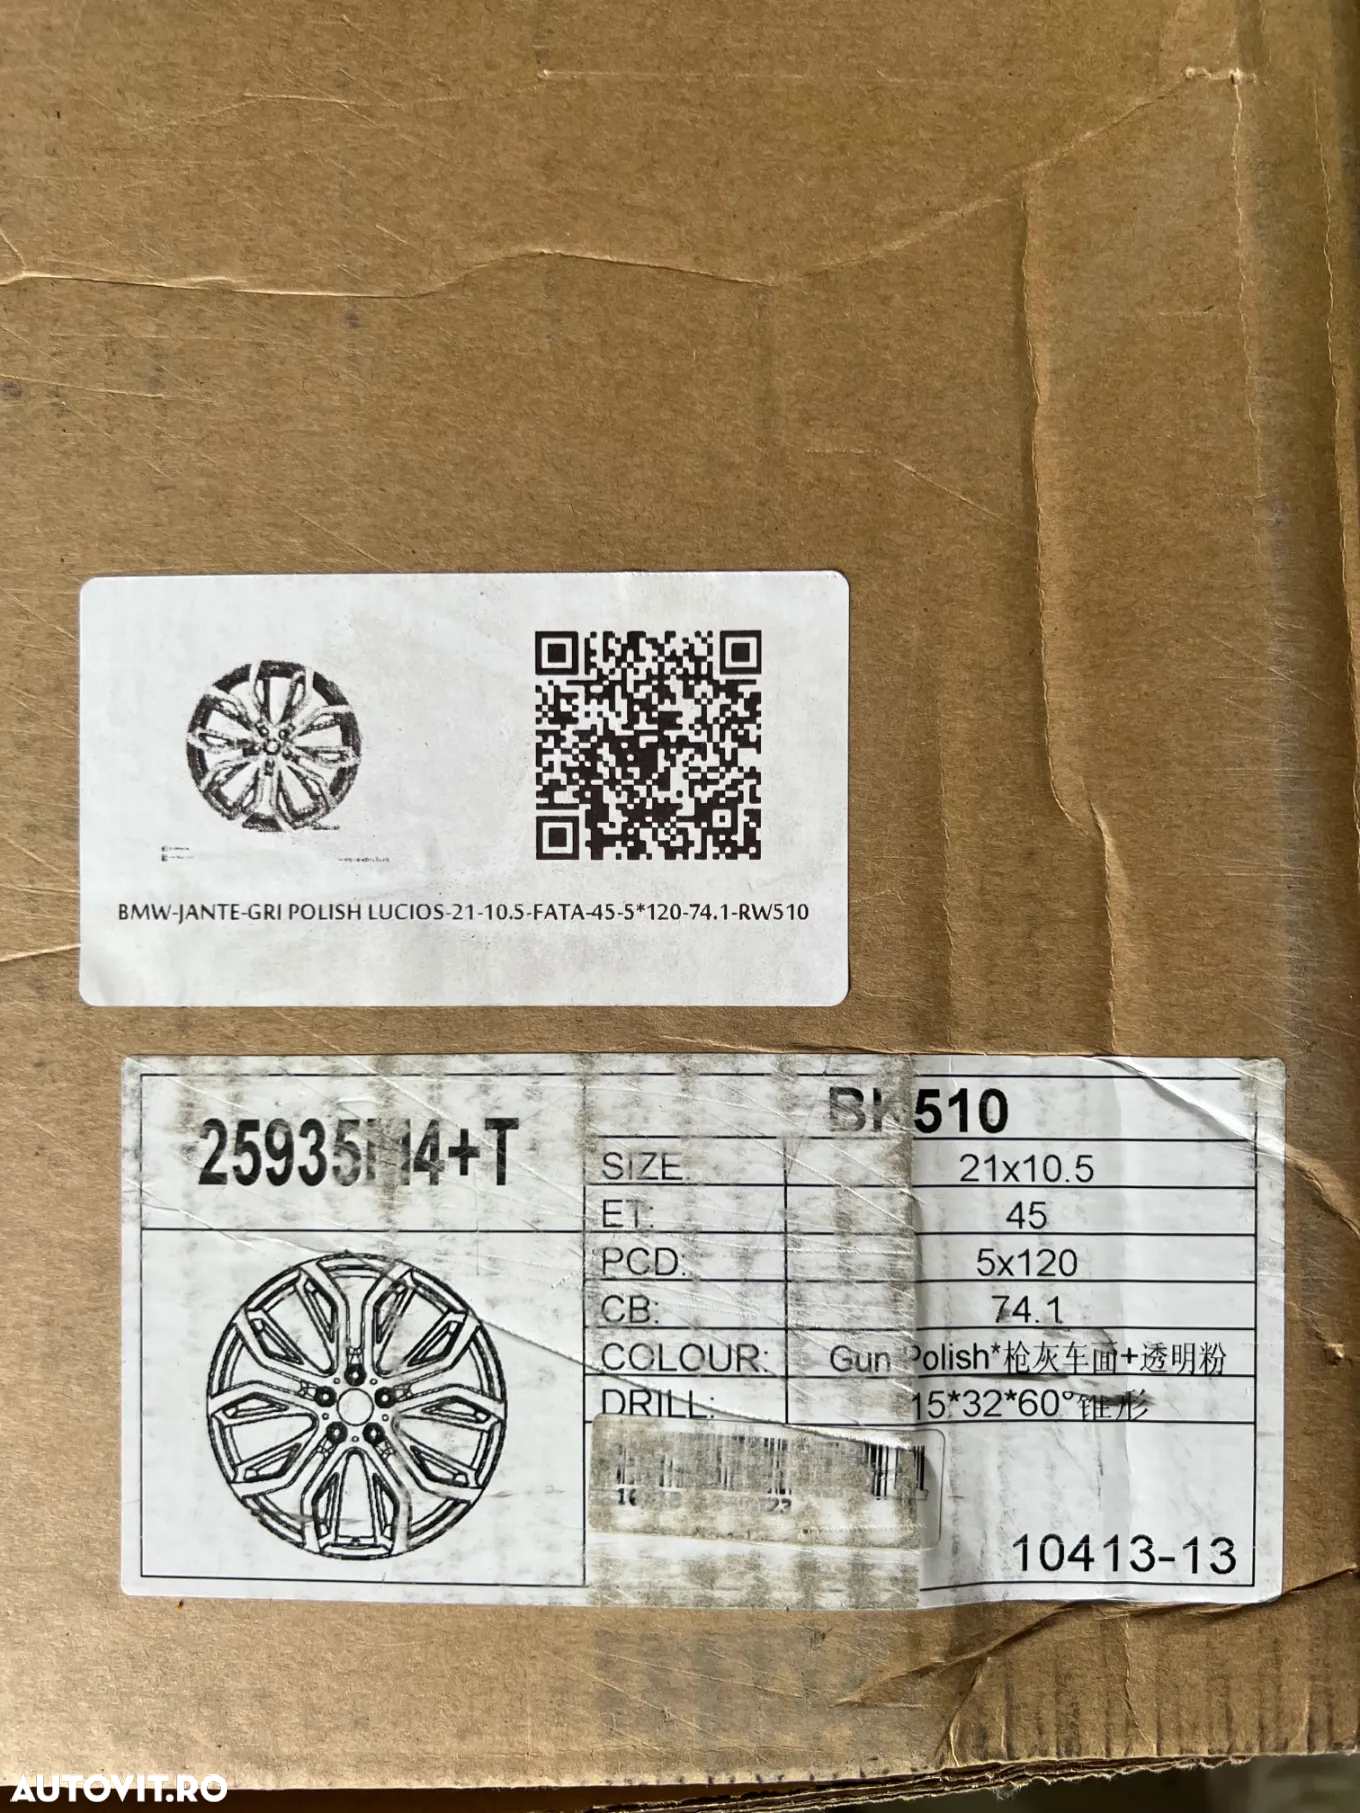 BMW-JANTE-GRI POLISH LUCIOS-21-10.5-FATA-45-5*120-74.1-RW510
BK510
SIZE: 21x10.5
ET: 45
PCD: 5x120
CB: 74.1
COLOUR: Gun Polish*枪灰车面+透明粉
DRILL: 15*32*60°锥形
10413-13
AUTOVIT.RO